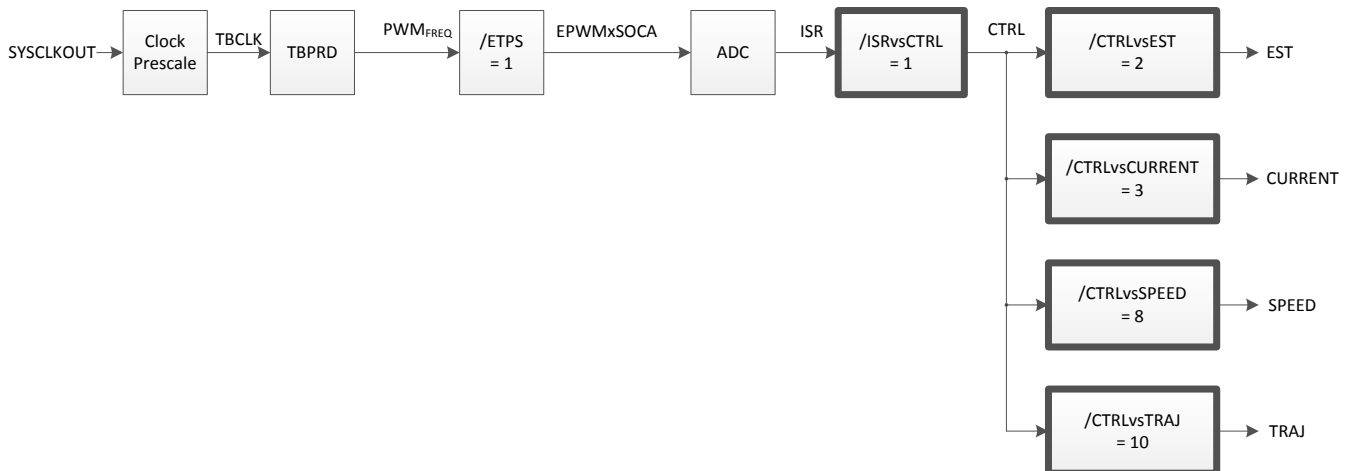 SYSCLKOUT
Clock
Prescale
TBCLK
TBPRD
PWMFREQ
/ETPS
= 1
EPWMxSOCA
ADC
ISR
/ISRvsCTRL
= 1
CTRL
/CTRLvsEST
= 2
EST
/CTRLvsCURRENT
= 3
CURRENT
/CTRLvsSPEED
= 8
SPEED
/CTRLvsTRAJ
= 10
TRAJ